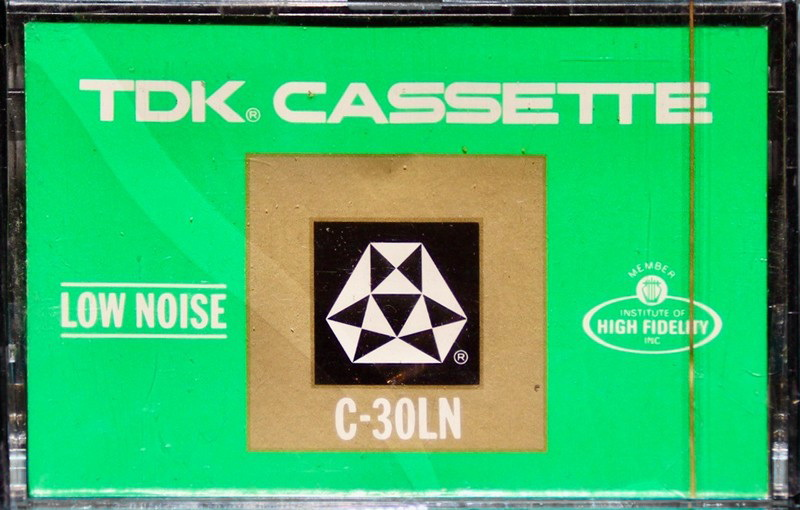 TDK® CASSETTE
LOW NOISE
®
C-30LN
MEMBER
INSTITUTE OF
HIGH FIDELITY
INC